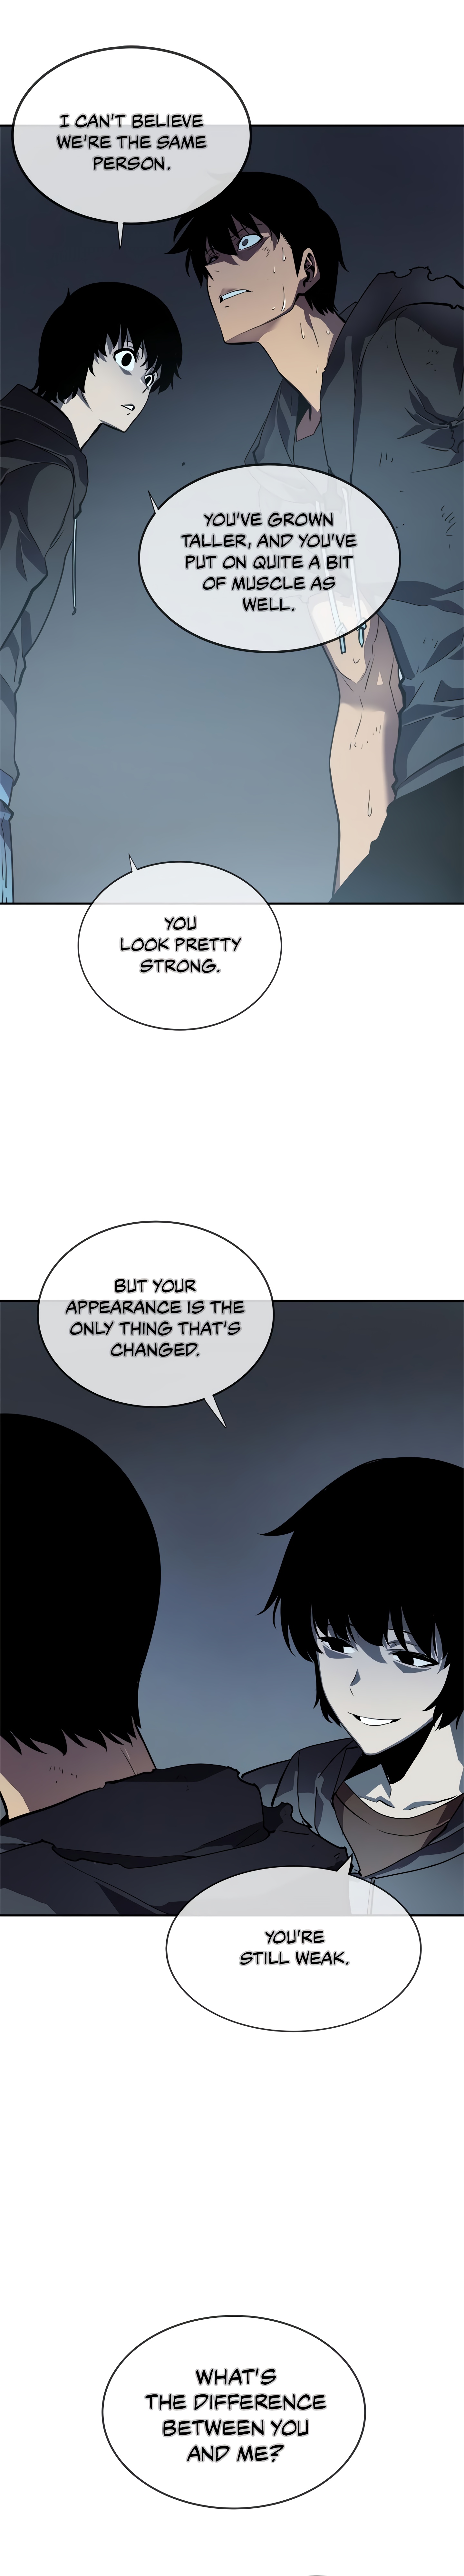 I CAN'T BELIEVE
WE'RE THE SAME
PERSON.
YOU'VE GROWN
TALLER, AND YOU'VE
PUT ON QUITE A BIT
OF MUSCLE AS
WELL.
YOU
LOOK PRETTY
STRONG.
BUT YOUR
APPEARANCE IS THE
ONLY THING THAT'S
CHANGED.
YOU'RE
STILL WEAK.
WHAT'S
THE DIFFERENCE
BETWEEN YOU
AND ME?